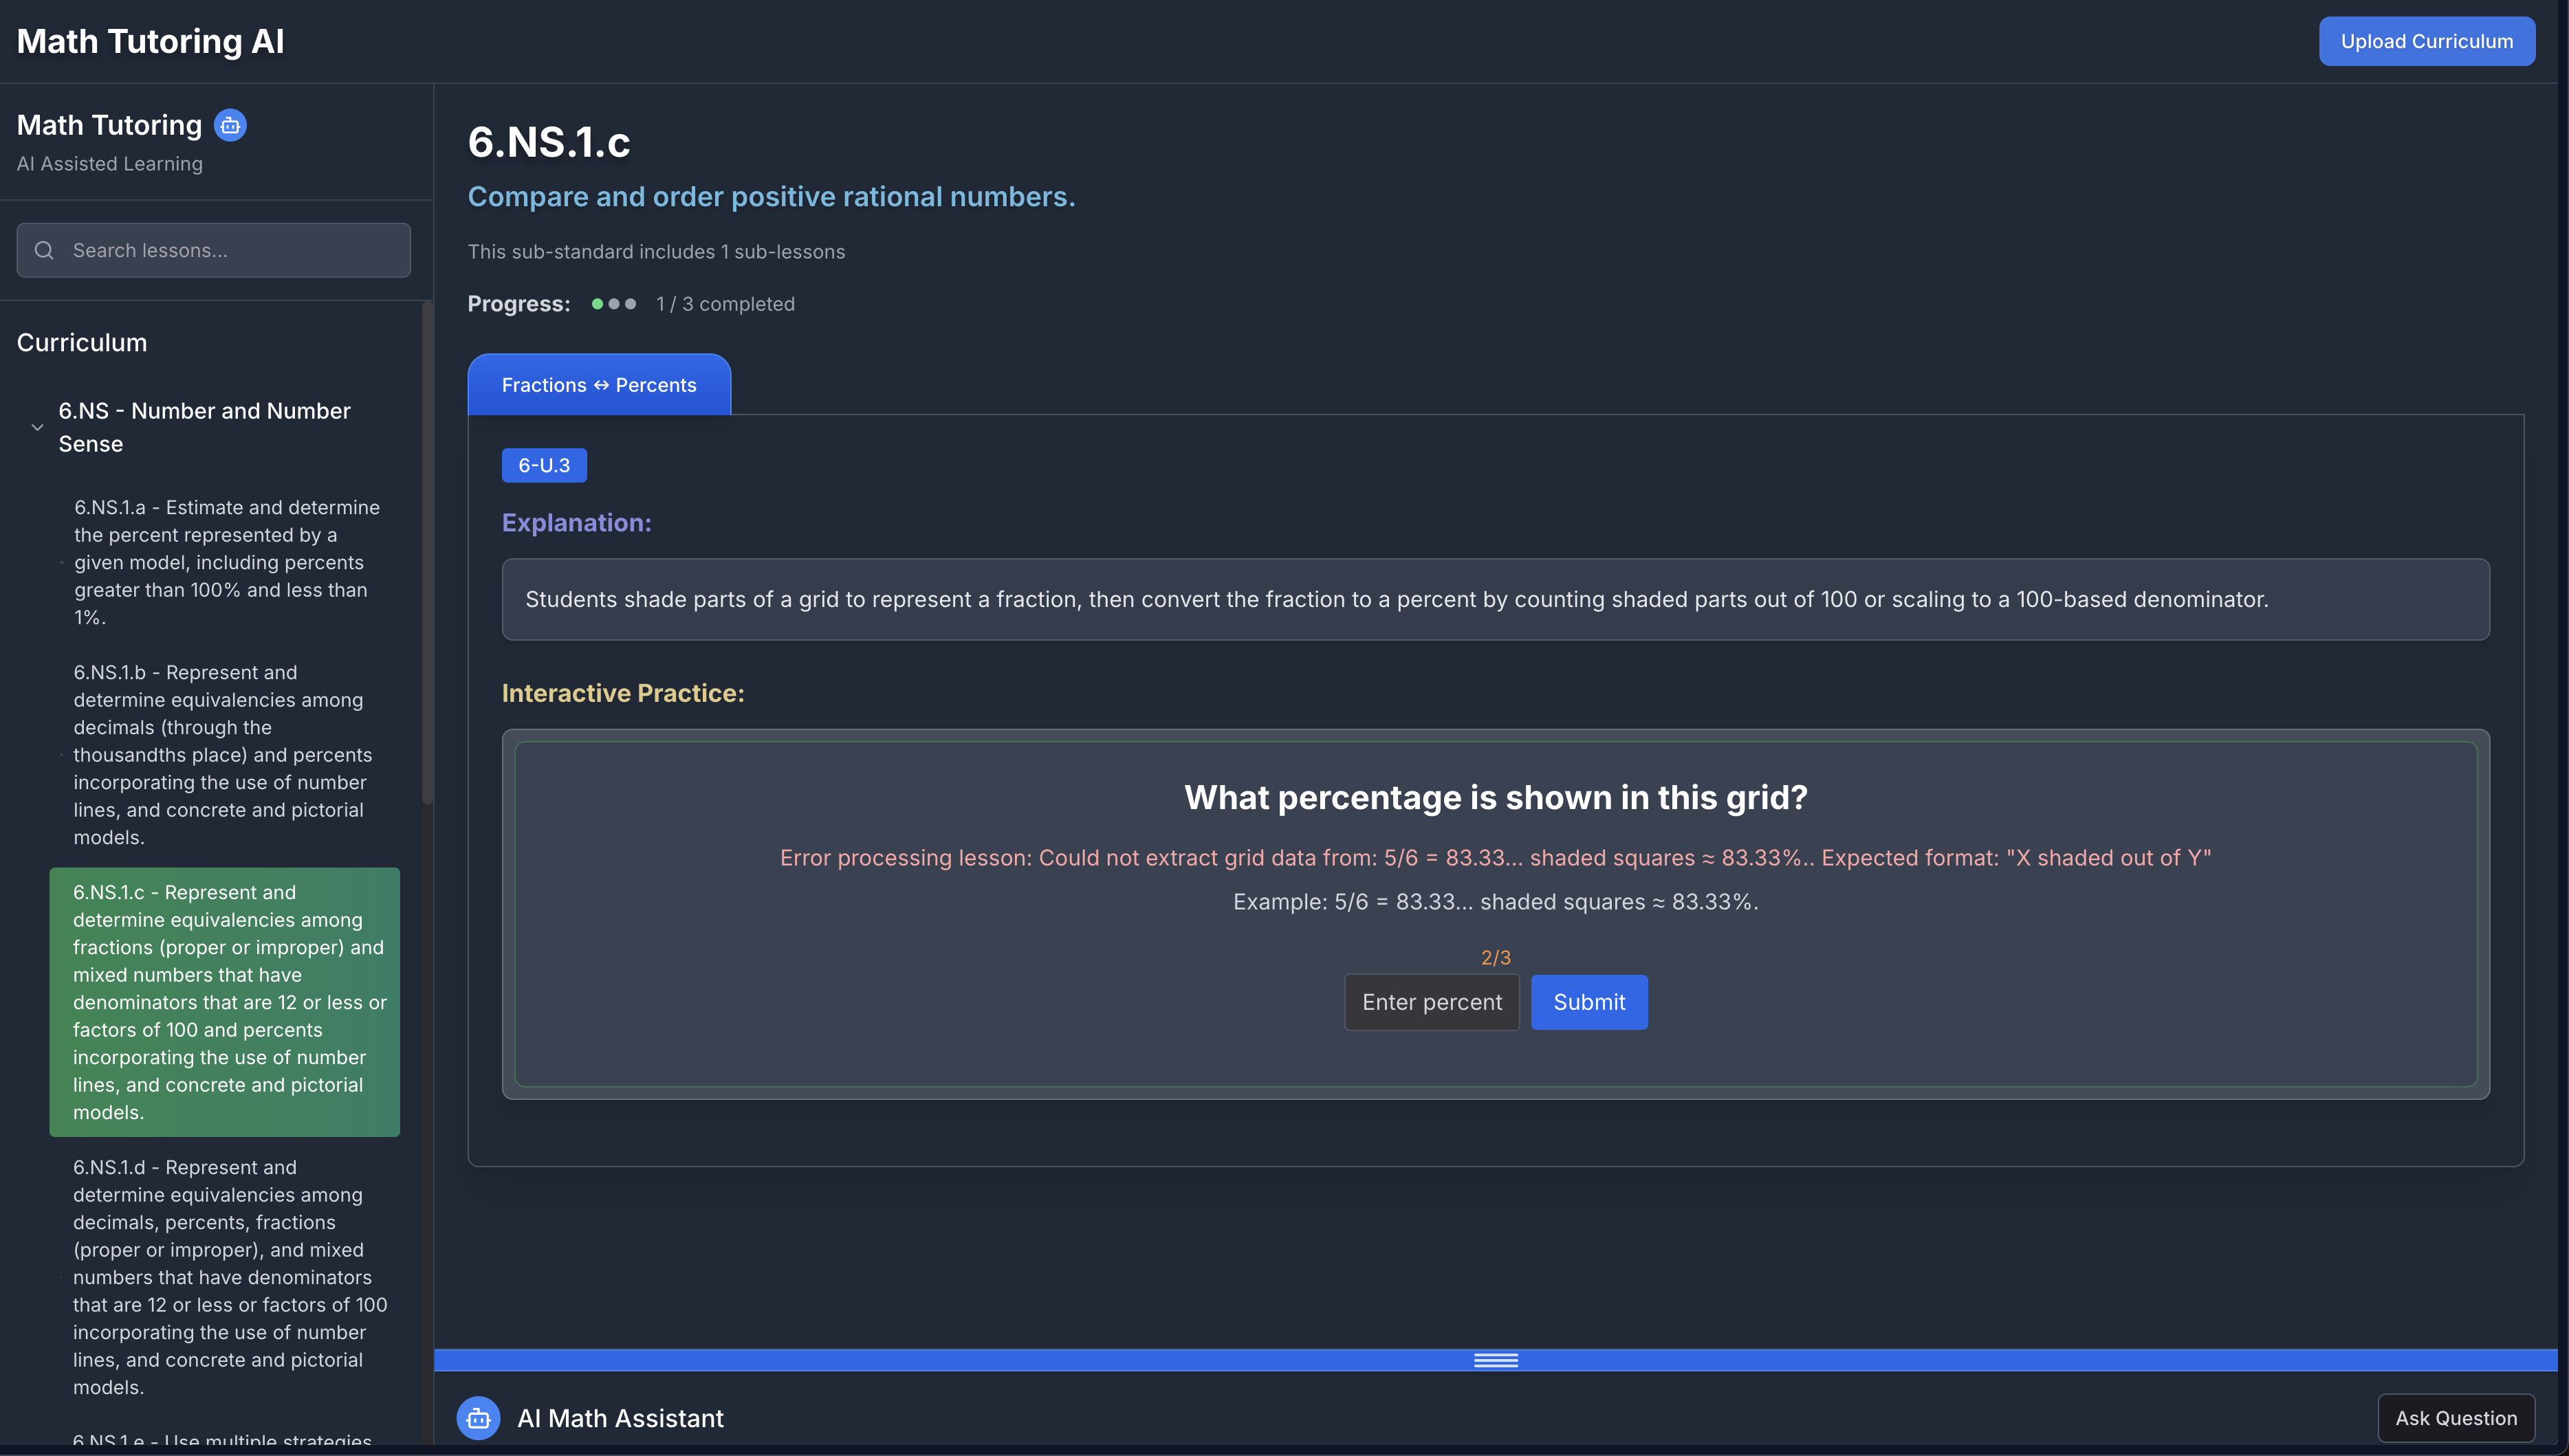 Math Tutoring AI
Upload Curriculum
Math Tutoring
AI Assisted Learning
Search lessons...
Curriculum
6.NS - Number and Number
Sense
6.NS.1.a - Estimate and determine
the percent represented by a
given model, including percents
greater than 100% and less than
1%.
6.NS.1.b - Represent and
determine equivalencies among
decimals (through the
thousandths place) and percents
incorporating the use of number
lines, and concrete and pictorial
models.
6.NS.1.c - Represent and
determine equivalencies among
fractions (proper or improper) and
mixed numbers that have
denominators that are 12 or less or
factors of 100 and percents
incorporating the use of number
lines, and concrete and pictorial
models.
6.NS.1.d - Represent and
determine equivalencies among
decimals, percents, fractions
(proper or improper), and mixed
numbers that have denominators
that are 12 or less or factors of 100
incorporating the use of number
lines, and concrete and pictorial
models.
6.NS.1.e - Use multiple strategies
6.NS.1.c
Compare and order positive rational numbers.
This sub-standard includes 1 sub-lessons
Progress: 1 / 3 completed
Fractions ↔ Percents
6-U.3
Explanation:
Students shade parts of a grid to represent a fraction, then convert the fraction to a percent by counting shaded parts out of 100 or scaling to a 100-based denominator.
Interactive Practice:
What percentage is shown in this grid?
Error processing lesson: Could not extract grid data from: 5/6 = 83.33... shaded squares ≈ 83.33%.. Expected format: "X shaded out of Y"
Example: 5/6 = 83.33... shaded squares ≈ 83.33%.
2/3
Enter percent
Submit
AI Math Assistant
Ask Question